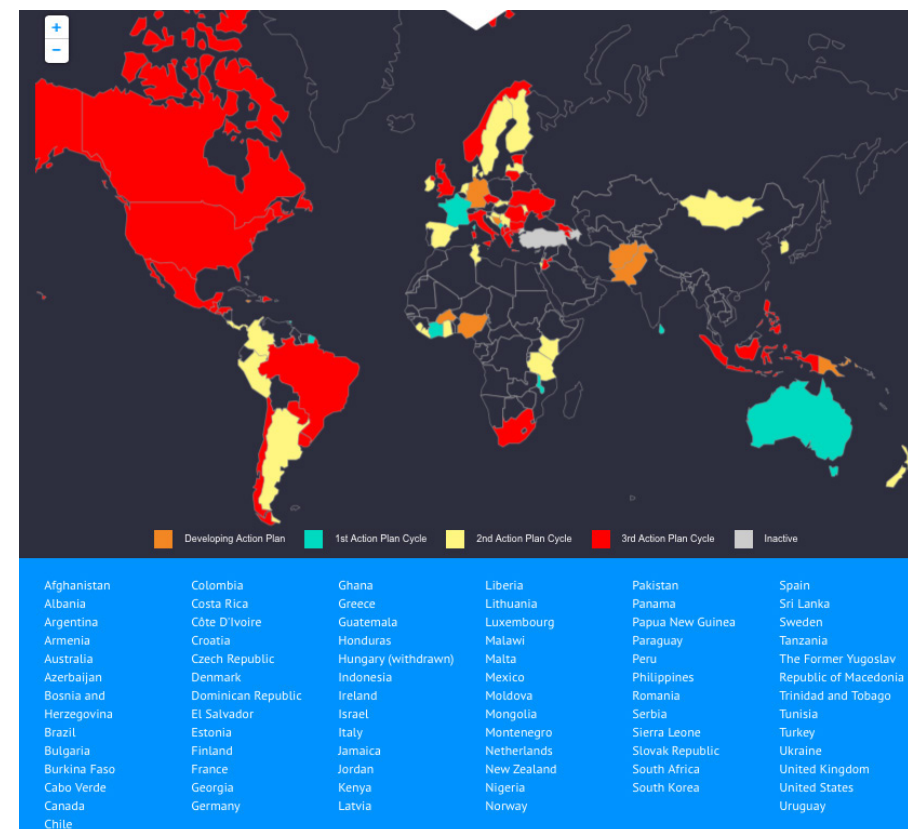 +
−
Developing Action Plan
1st Action Plan Cycle
2nd Action Plan Cycle
3rd Action Plan Cycle
Inactive
Afghanistan
Albania
Argentina
Armenia
Australia
Azerbaijan
Bosnia and
Herzegovina
Brazil
Bulgaria
Burkina Faso
Cabo Verde
Canada
Chile
Colombia
Costa Rica
Côte D'Ivoire
Croatia
Czech Republic
Denmark
Dominican Republic
El Salvador
Estonia
Finland
France
Georgia
Germany
Ghana
Greece
Guatemala
Honduras
Hungary (withdrawn)
Indonesia
Ireland
Israel
Italy
Jamaica
Jordan
Kenya
Latvia
Liberia
Lithuania
Luxembourg
Malawi
Malta
Mexico
Moldova
Mongolia
Montenegro
Netherlands
New Zealand
Nigeria
Norway
Pakistan
Panama
Papua New Guinea
Paraguay
Peru
Philippines
Romania
Serbia
Sierra Leone
Slovak Republic
South Africa
South Korea
Spain
Sri Lanka
Sweden
Tanzania
The Former Yugoslav
Republic of Macedonia
Trinidad and Tobago
Tunisia
Turkey
Ukraine
United Kingdom
United States
Uruguay